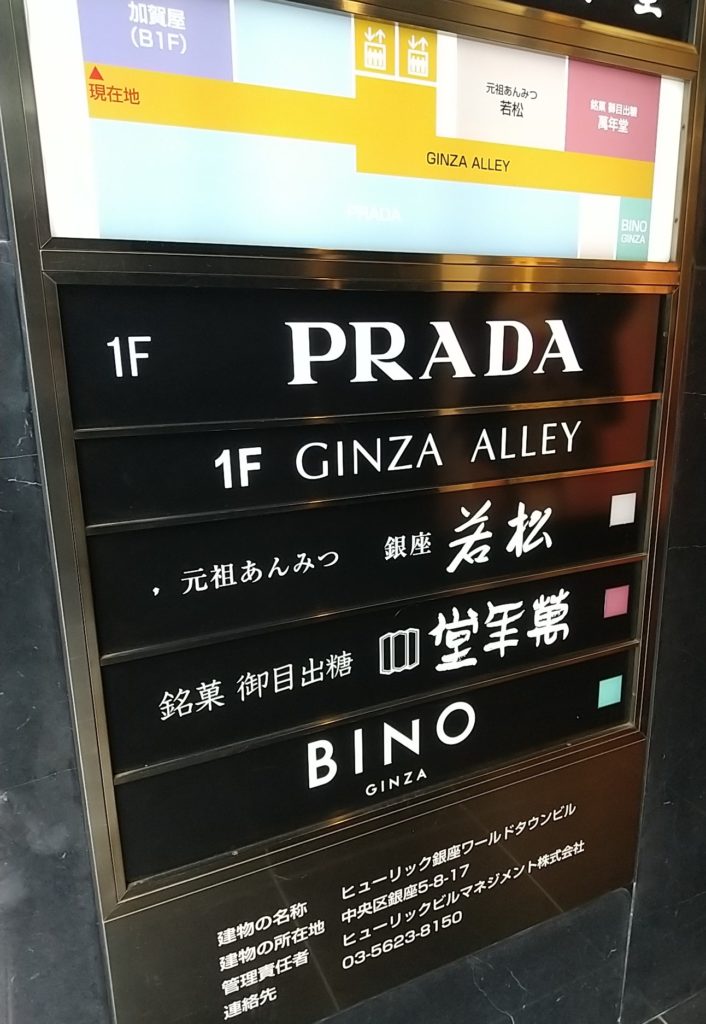 加賀屋
(B1F)
現在地
元祖あんみつ
若松
銘菓 御目出糖
萬年堂
GINZA ALLEY
PRADA
BINO
GINZA
1F PRADA
1F GINZA ALLEY
元祖あんみつ 銀座 若松
銘菓 御目出糖 堂年萬
BINO
GINZA
建物の名称 ヒューリック銀座ワールドタウンビル
建物の所在地 中央区銀座5-8-17
管理責任者 ヒューリックビルマネジメント株式会社
連絡先 03-5623-8150